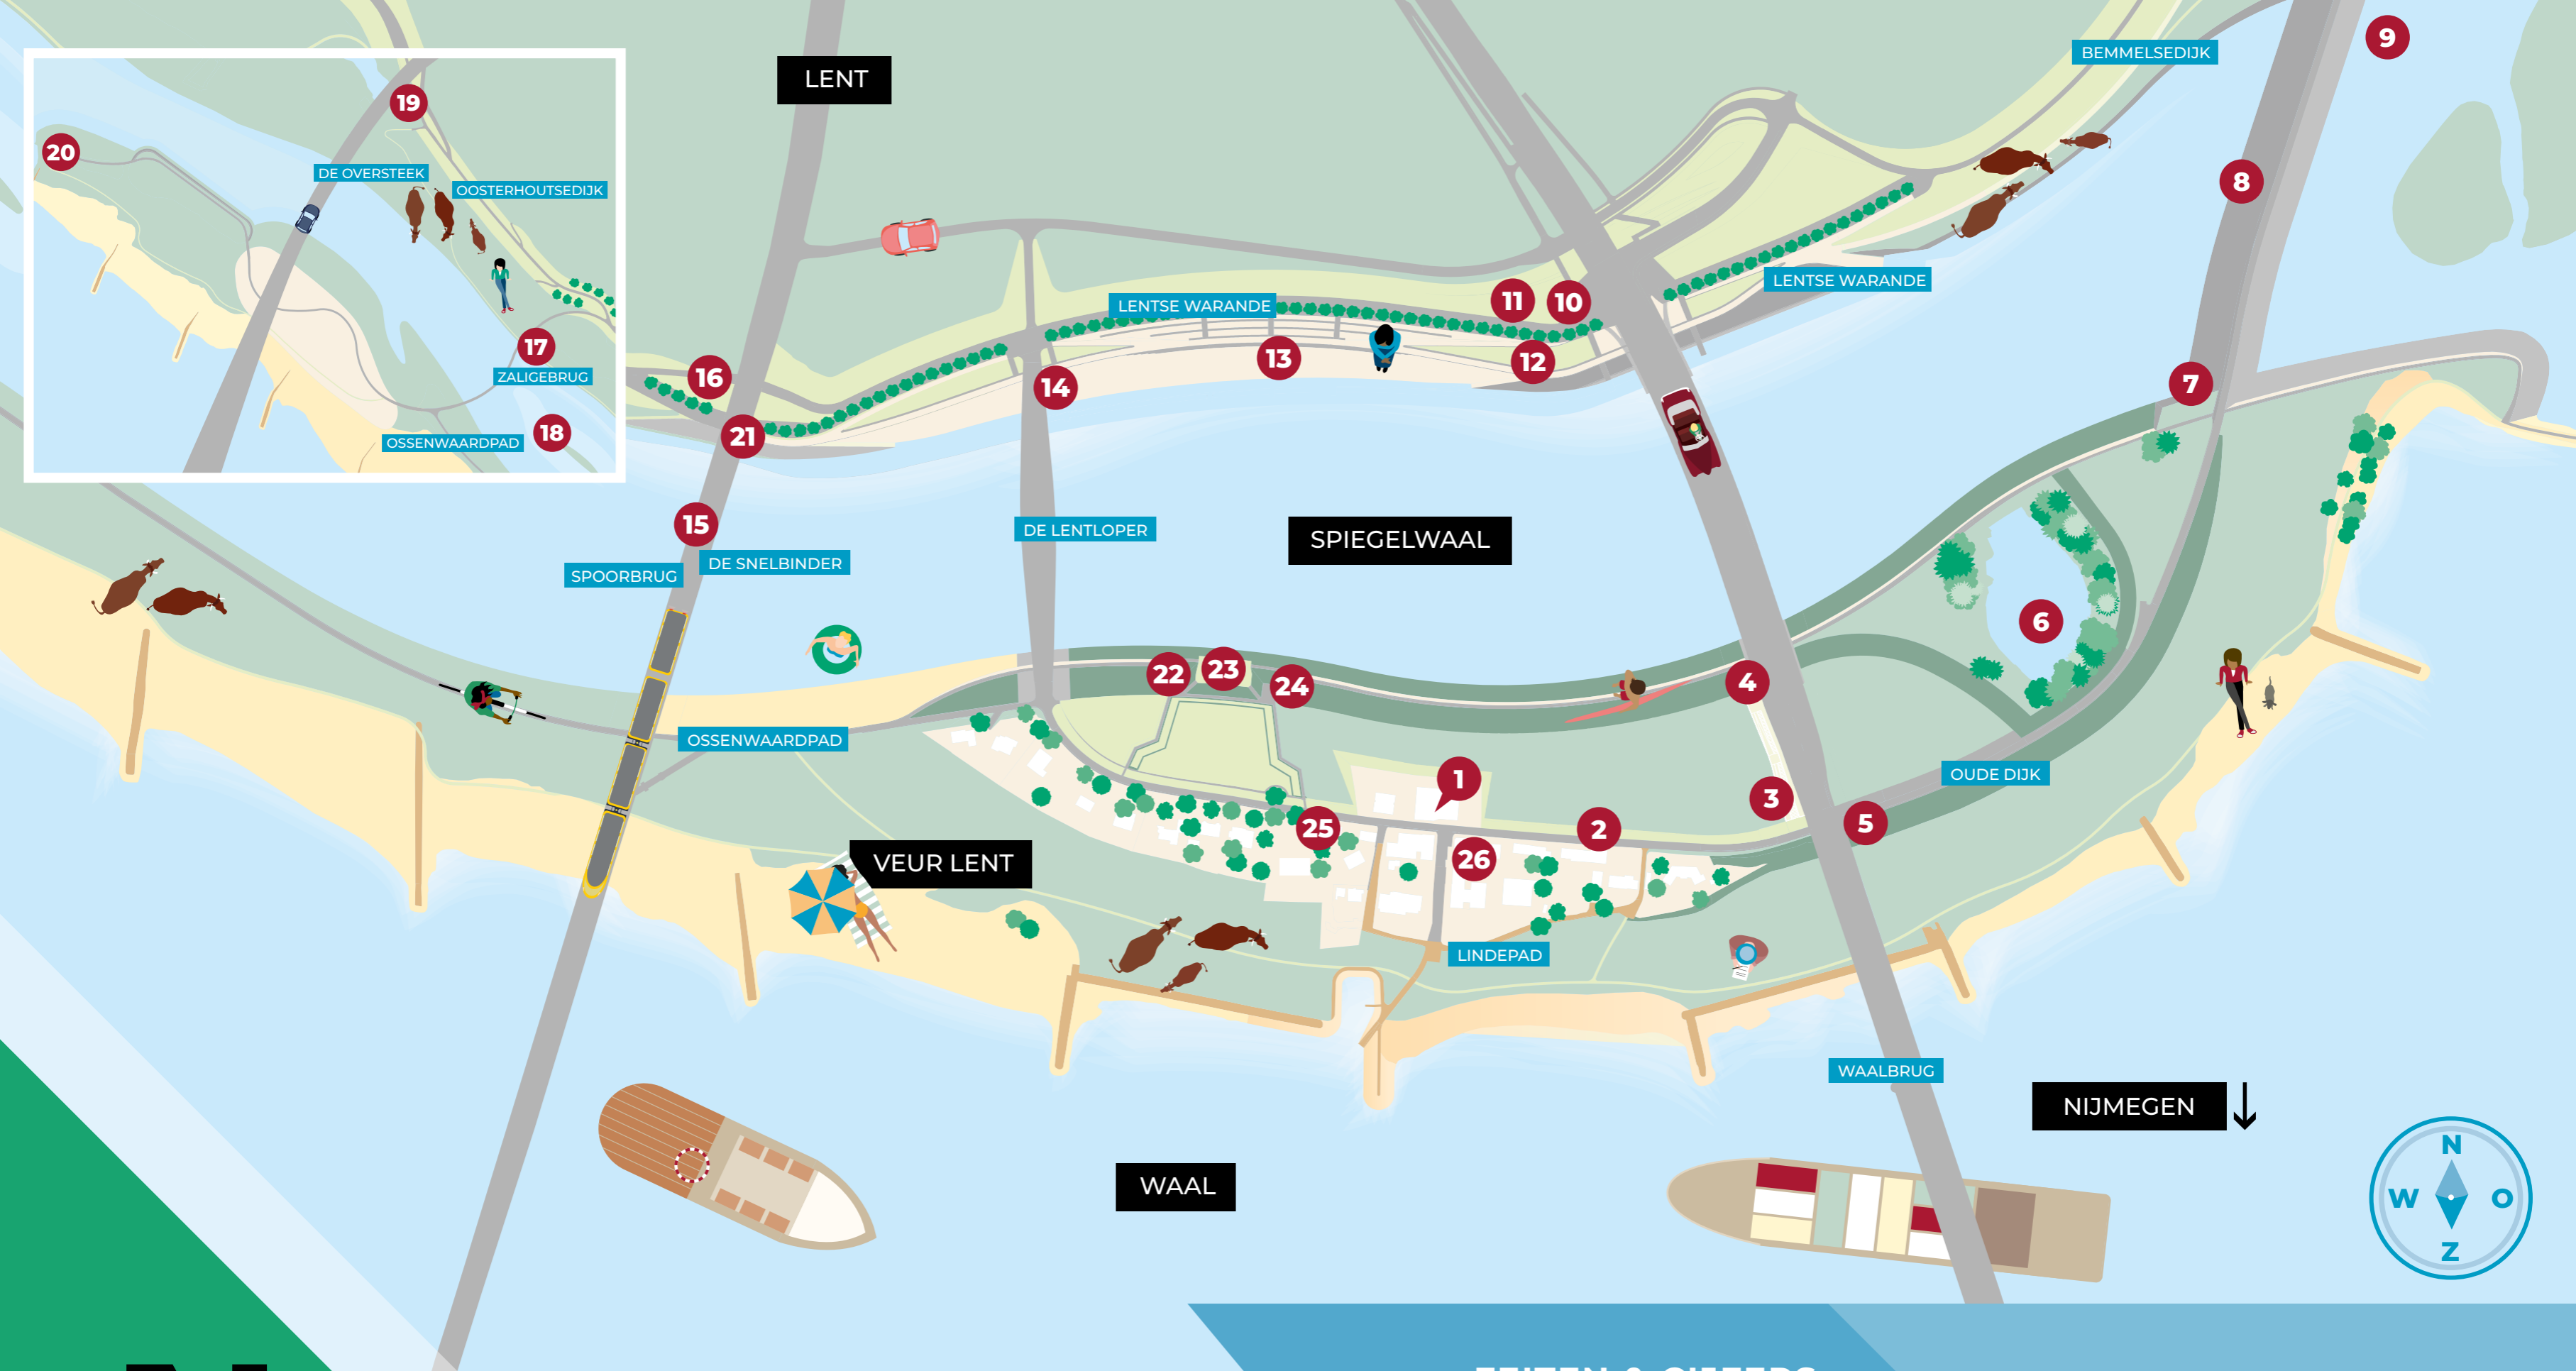 LENT
BEMMELSEDIJK
9
19
20
DE OVERSTEEK
OOSTERHOUTSEDIJK
8
LENTSE WARANDE
11
10
LENTSE WARANDE
17
ZALIGEBRUG
16
13
12
14
7
18
OSSENWAARDPAD
21
15
DE LENTLOPER
SPIEGELWAAL
DE SNELBINDER
SPOORBRUG
6
22
23
24
4
OSSENWAARDPAD
1
OUDE DIJK
3
25
2
5
VEUR LENT
26
LINDEPAD
WAALBRUG
NIJMEGEN ↓
WAAL
N
W O
Z